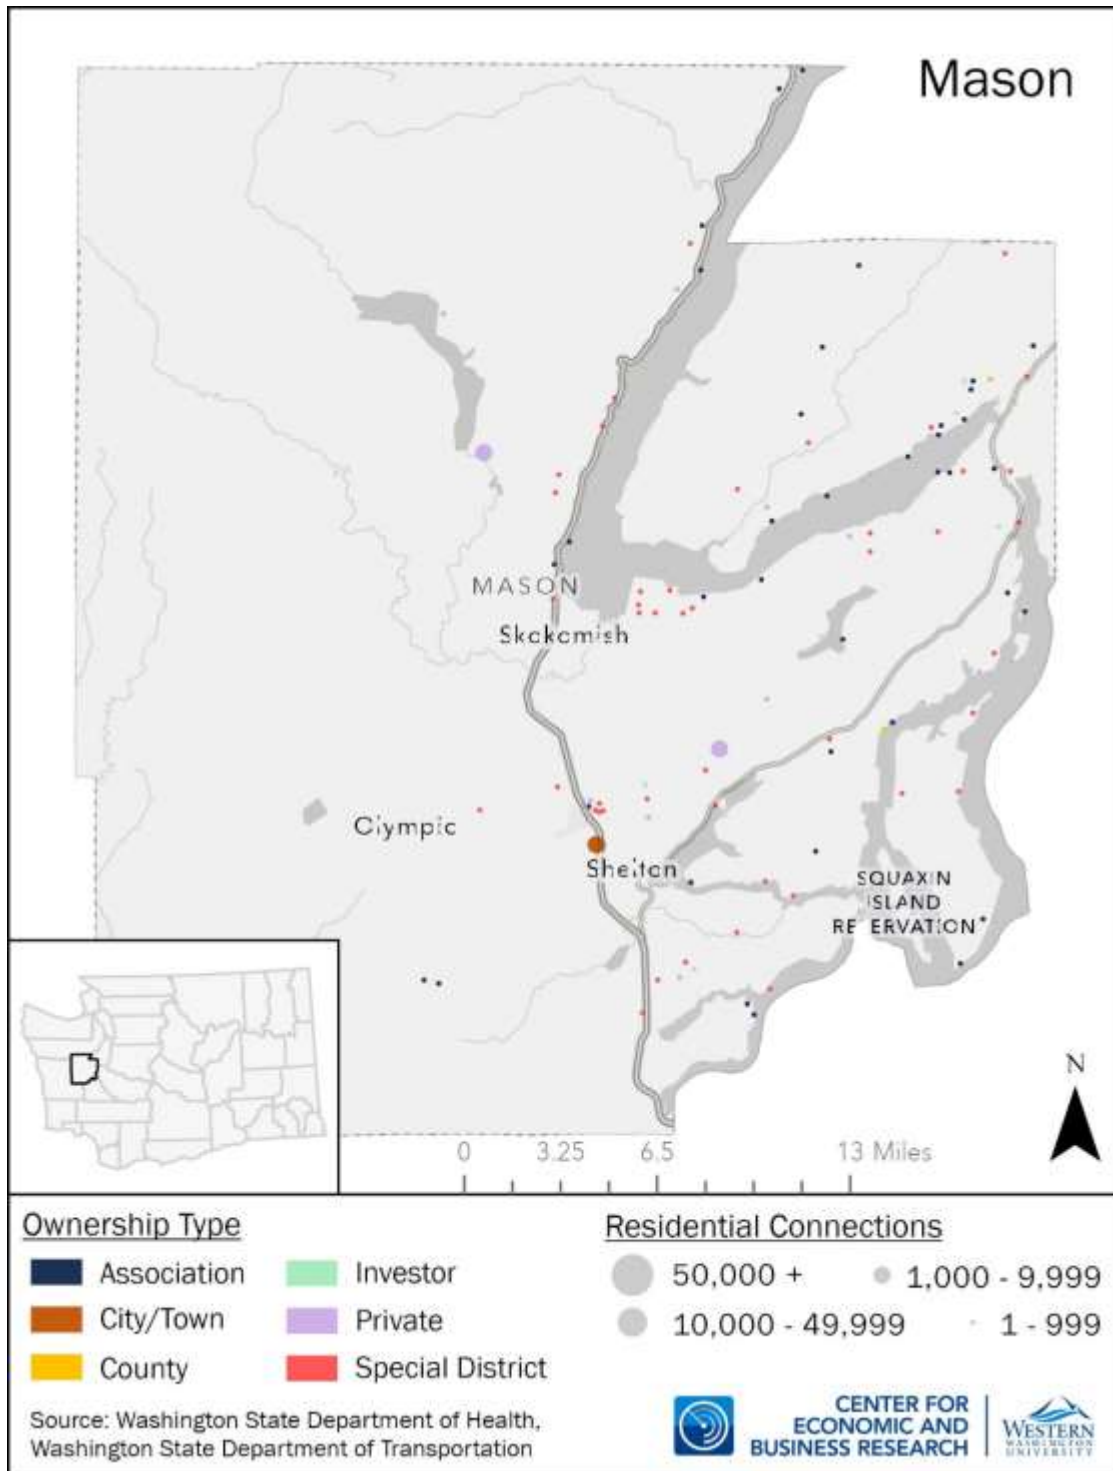 Mason
MASON
Skokomish
Olympic
Shelton
SQUAXIN
ISLAND
RESERVATION
N
0 3.25 6.5 13 Miles
Ownership Type
Association
City/Town
County
Investor
Private
Special District
Residential Connections
50,000 +
10,000 - 49,999
1,000 - 9,999
1 - 999
Source: Washington State Department of Health,
Washington State Department of Transportation
CENTER FOR
ECONOMIC AND
BUSINESS RESEARCH
WESTERN
WASHINGTON
UNIVERSITY